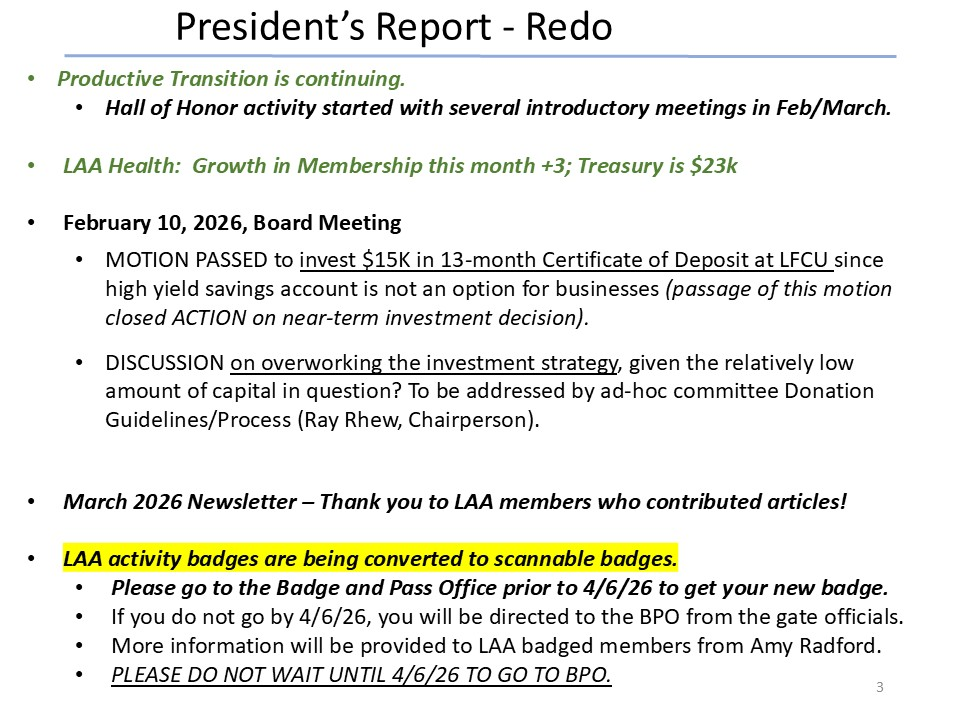 President’s Report - Redo
• Productive Transition is continuing.
• Hall of Honor activity started with several introductory meetings in Feb/March.
• LAA Health:  Growth in Membership this month +3; Treasury is $23k
• February 10, 2026, Board Meeting
• MOTION PASSED to invest $15K in 13-month Certificate of Deposit at LFCU since
high yield savings account is not an option for businesses (passage of this motion
closed ACTION on near-term investment decision).
• DISCUSSION on overworking the investment strategy, given the relatively low
amount of capital in question? To be addressed by ad-hoc committee Donation
Guidelines/Process (Ray Rhew, Chairperson).
• March 2026 Newsletter – Thank you to LAA members who contributed articles!
• LAA activity badges are being converted to scannable badges.
• Please go to the Badge and Pass Office prior to 4/6/26 to get your new badge.
• If you do not go by 4/6/26, you will be directed to the BPO from the gate officials.
• More information will be provided to LAA badged members from Amy Radford.
• PLEASE DO NOT WAIT UNTIL 4/6/26 TO GO TO BPO.
3